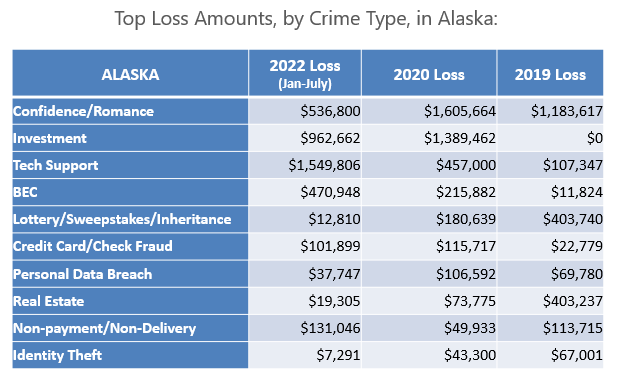 Top Loss Amounts, by Crime Type, in Alaska:
ALASKA 2022 Loss (Jan-July) 2020 Loss 2019 Loss
Confidence/Romance $536,800 $1,605,664 $1,183,617
Investment $962,662 $1,389,462 $0
Tech Support $1,549,806 $457,000 $107,347
BEC $470,948 $215,882 $11,824
Lottery/Sweepstakes/Inheritance $12,810 $180,639 $403,740
Credit Card/Check Fraud $101,899 $115,717 $22,779
Personal Data Breach $37,747 $106,592 $69,780
Real Estate $19,305 $73,775 $403,237
Non-payment/Non-Delivery $131,046 $49,933 $113,715
Identity Theft $7,291 $43,300 $67,001